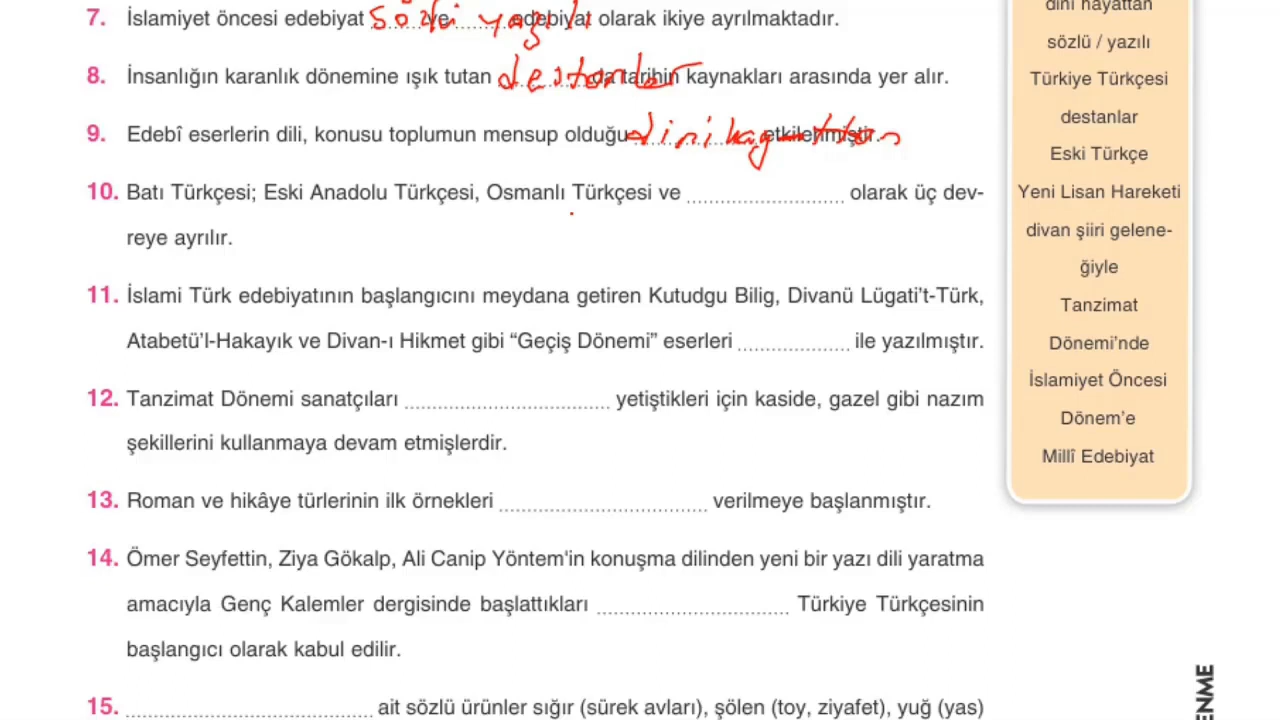 7. İslamiyet öncesi edebiyat sözlü ve yazılı edebiyat olarak ikiye ayrılmaktadır.
8. İnsanlığın karanlık dönemine ışık tutan destanlar da tarihin kaynakları arasında yer alır.
9. Edebî eserlerin dili, konusu toplumun mensup olduğu dini etkilenmiştir.
10. Batı Türkçesi; Eski Anadolu Türkçesi, Osmanlı Türkçesi ve ........................... olarak üç dev-
reye ayrılır.
11. İslami Türk edebiyatının başlangıcını meydana getiren Kutudgu Bilig, Divanü Lügati't-Türk,
Atabetü'l-Hakayık ve Divan-ı Hikmet gibi “Geçiş Dönemi” eserleri ................... ile yazılmıştır.
12. Tanzimat Dönemi sanatçıları ................................... yetiştikleri için kaside, gazel gibi nazım
şekillerini kullanmaya devam etmişlerdir.
13. Roman ve hikâye türlerinin ilk örnekleri ................................... verilmeye başlanmıştır.
14. Ömer Seyfettin, Ziya Gökalp, Ali Canip Yöntem'in konuşma dilinden yeni bir yazı dili yaratma
amacıyla Genç Kalemler dergisinde başlattıkları ................................ Türkiye Türkçesinin
başlangıcı olarak kabul edilir.
15. ......................................... ait sözlü ürünler sığır (sürek avları), şölen (toy, ziyafet), yuğ (yas)
dinî hayattan
sözlü / yazılı
Türkiye Türkçesi
destanlar
Eski Türkçe
Yeni Lisan Hareketi
divan şiiri gelene-
ğiyle
Tanzimat
Dönemi'nde
İslamiyet Öncesi
Dönem'e
Millî Edebiyat
ENME